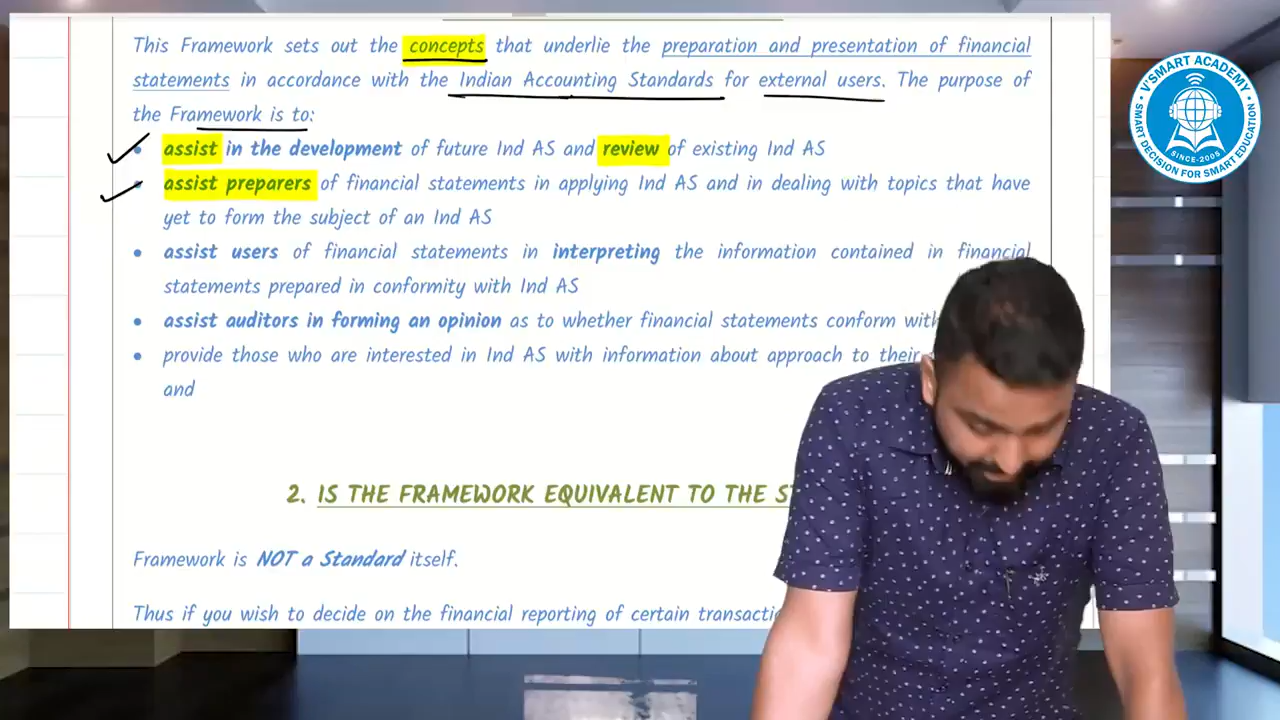 This Framework sets out the concepts that underlie the preparation and presentation of financial
statements in accordance with the Indian Accounting Standards for external users. The purpose of
the Framework is to:
• assist in the development of future Ind AS and review of existing Ind AS
• assist preparers of financial statements in applying Ind AS and in dealing with topics that have
yet to form the subject of an Ind AS
• assist users of financial statements in interpreting the information contained in financial
statements prepared in conformity with Ind AS
• assist auditors in forming an opinion as to whether financial statements conform with
• provide those who are interested in Ind AS with information about approach to their
and
2. IS THE FRAMEWORK EQUIVALENT TO THE
Framework is NOT a Standard itself.
Thus if you wish to decide on the financial reporting of certain
V'SMART ACADEMY
SINCE-2008
SMART DECISION FOR SMART EDUCATION